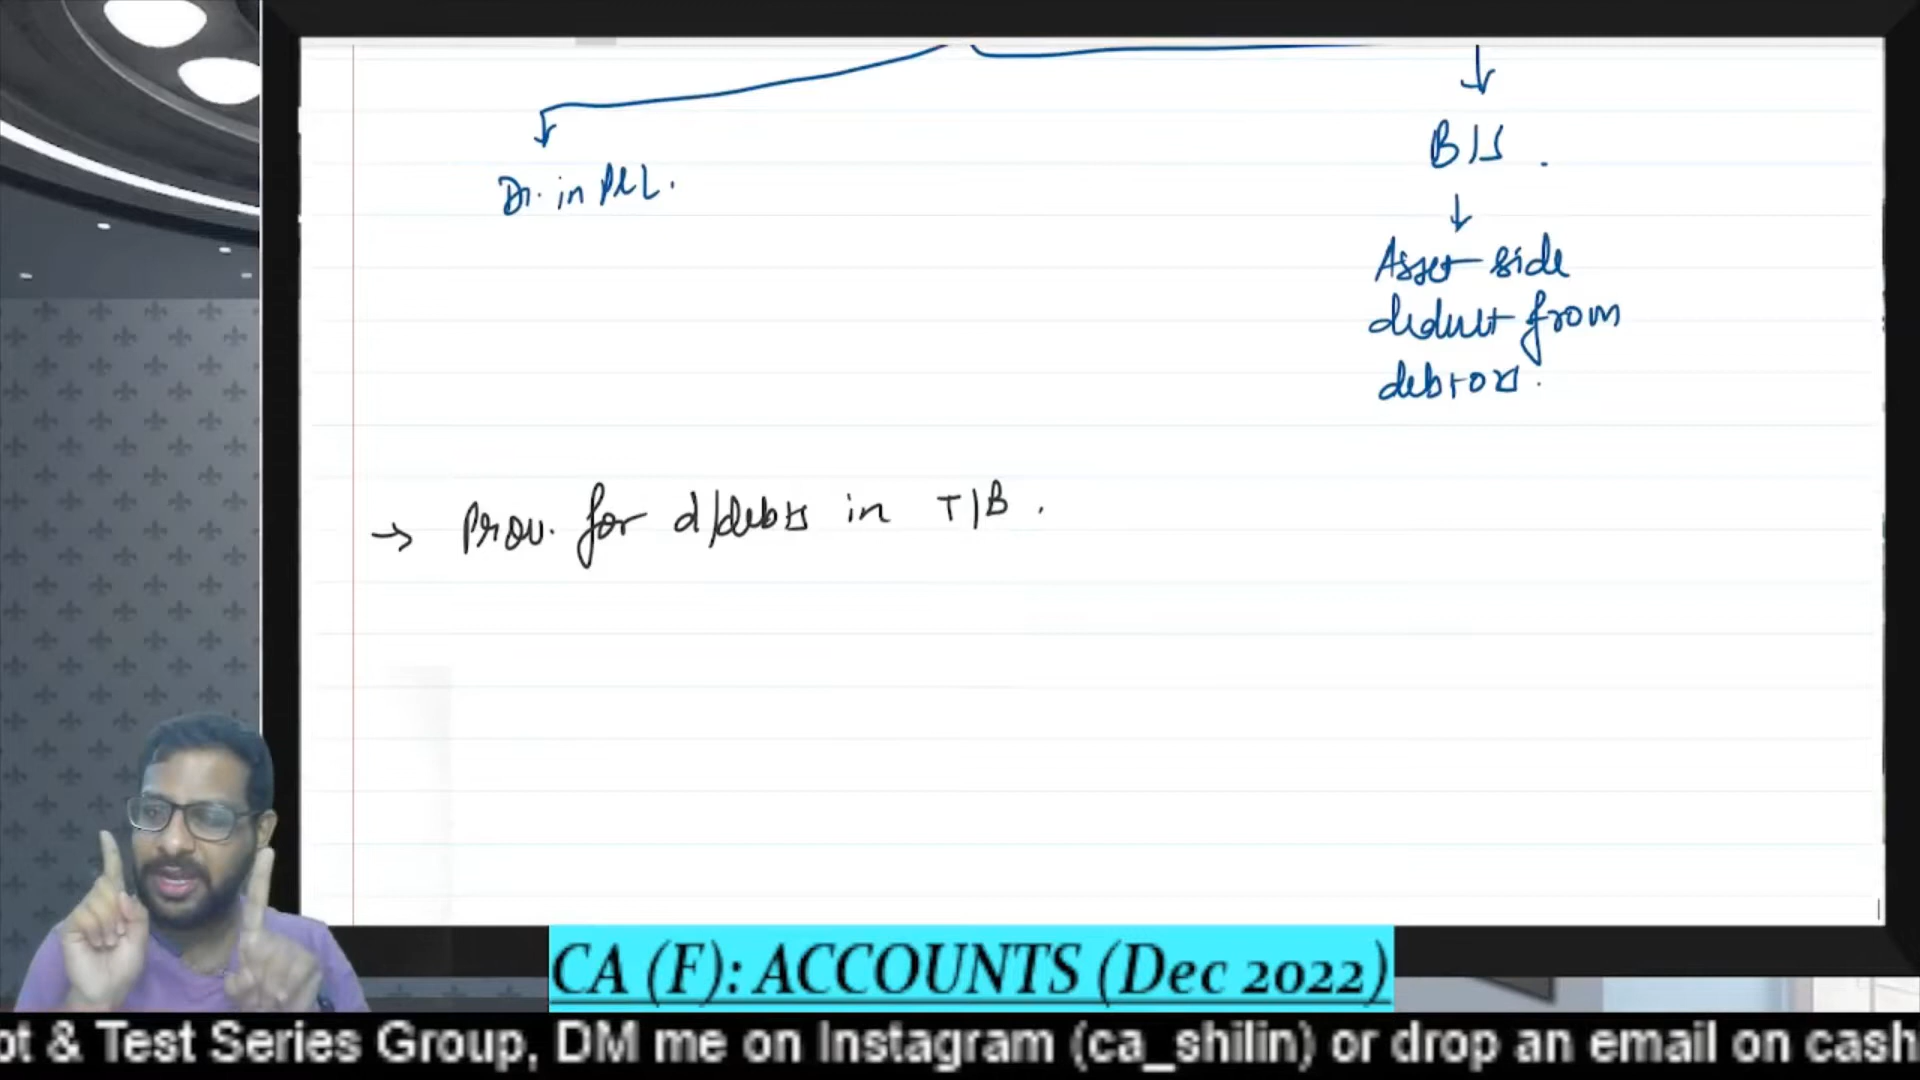 Dr. in P&L.
B/S.
Asset side
deduct from
debtors.
→ Prov. for d/debts in T/B.
CA (F): ACCOUNTS (Dec 2022)
ot & Test Series Group, DM me on Instagram (ca_shilin) or drop an email on cash